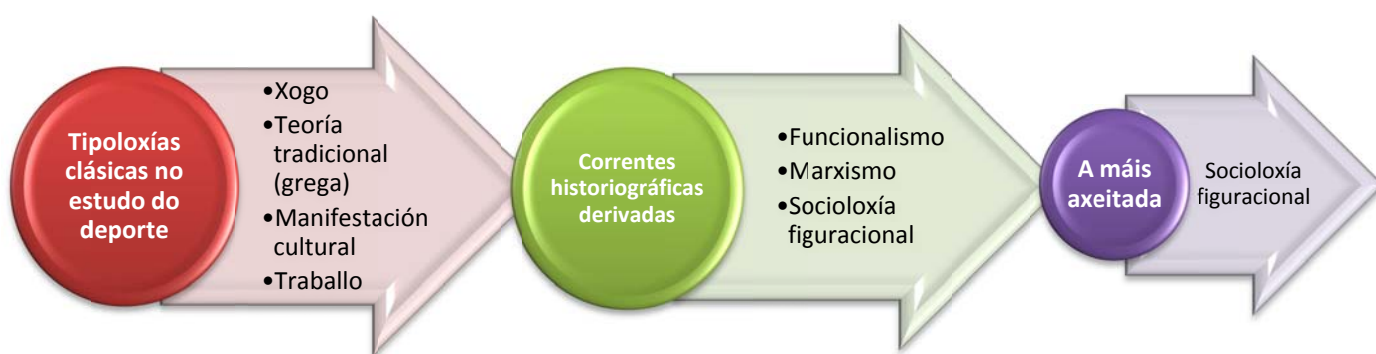 Tipoloxías
clásicas no
estudo do
deporte
•Xogo
•Teoría
tradicional
(grega)
•Manifestación
cultural
•Traballo
Correntes
historiográficas
derivadas
•Funcionalismo
•Marxismo
•Socioloxía
figuracional
A máis
axeitada
Socioloxía
figuracional